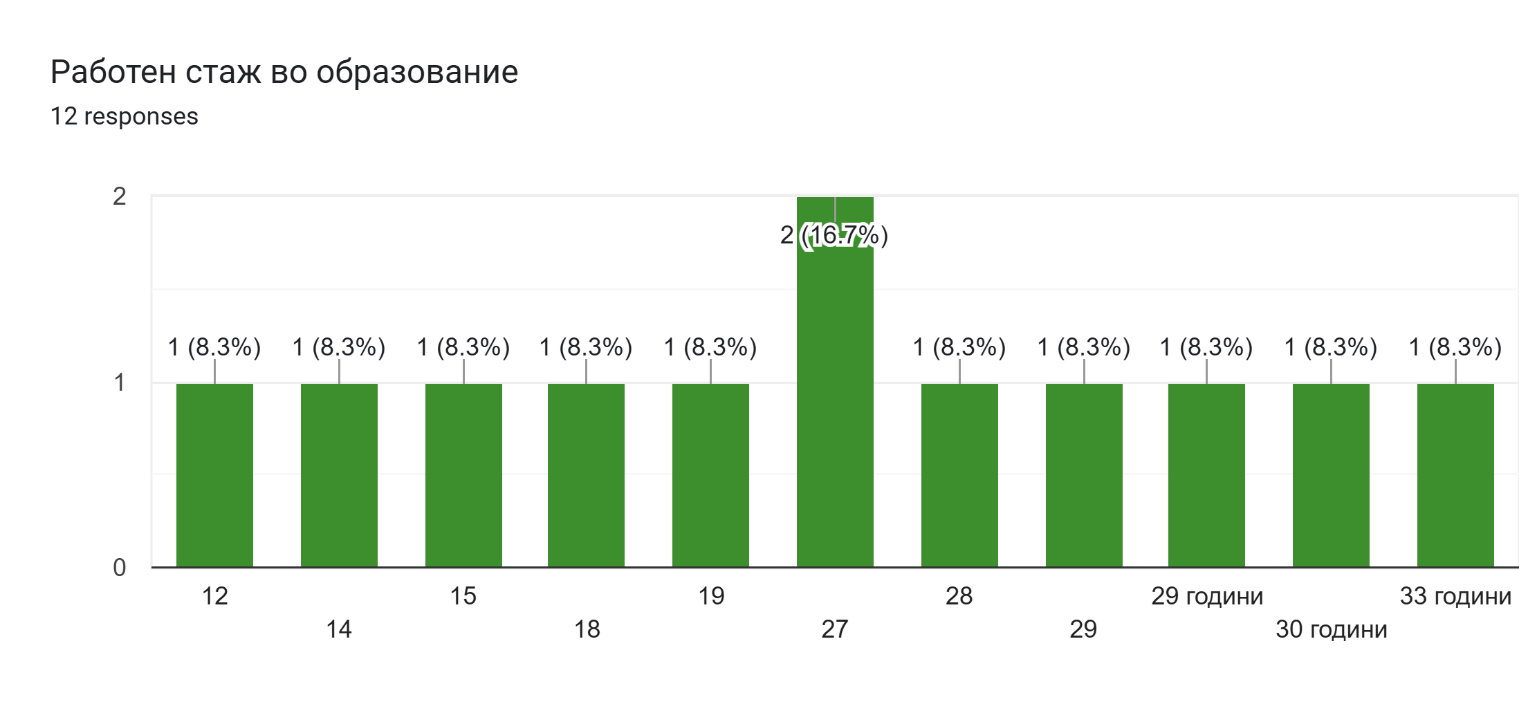 Работен стаж во образование
12 responses
2
2 (16.7%)
1 (8.3%) 1 (8.3%) 1 (8.3%) 1 (8.3%) 1 (8.3%) 1 (8.3%) 1 (8.3%) 1 (8.3%) 1 (8.3%) 1 (8.3%)
1
0
12 15 19 28 29 години 33 години
14 18 27 29 30 години